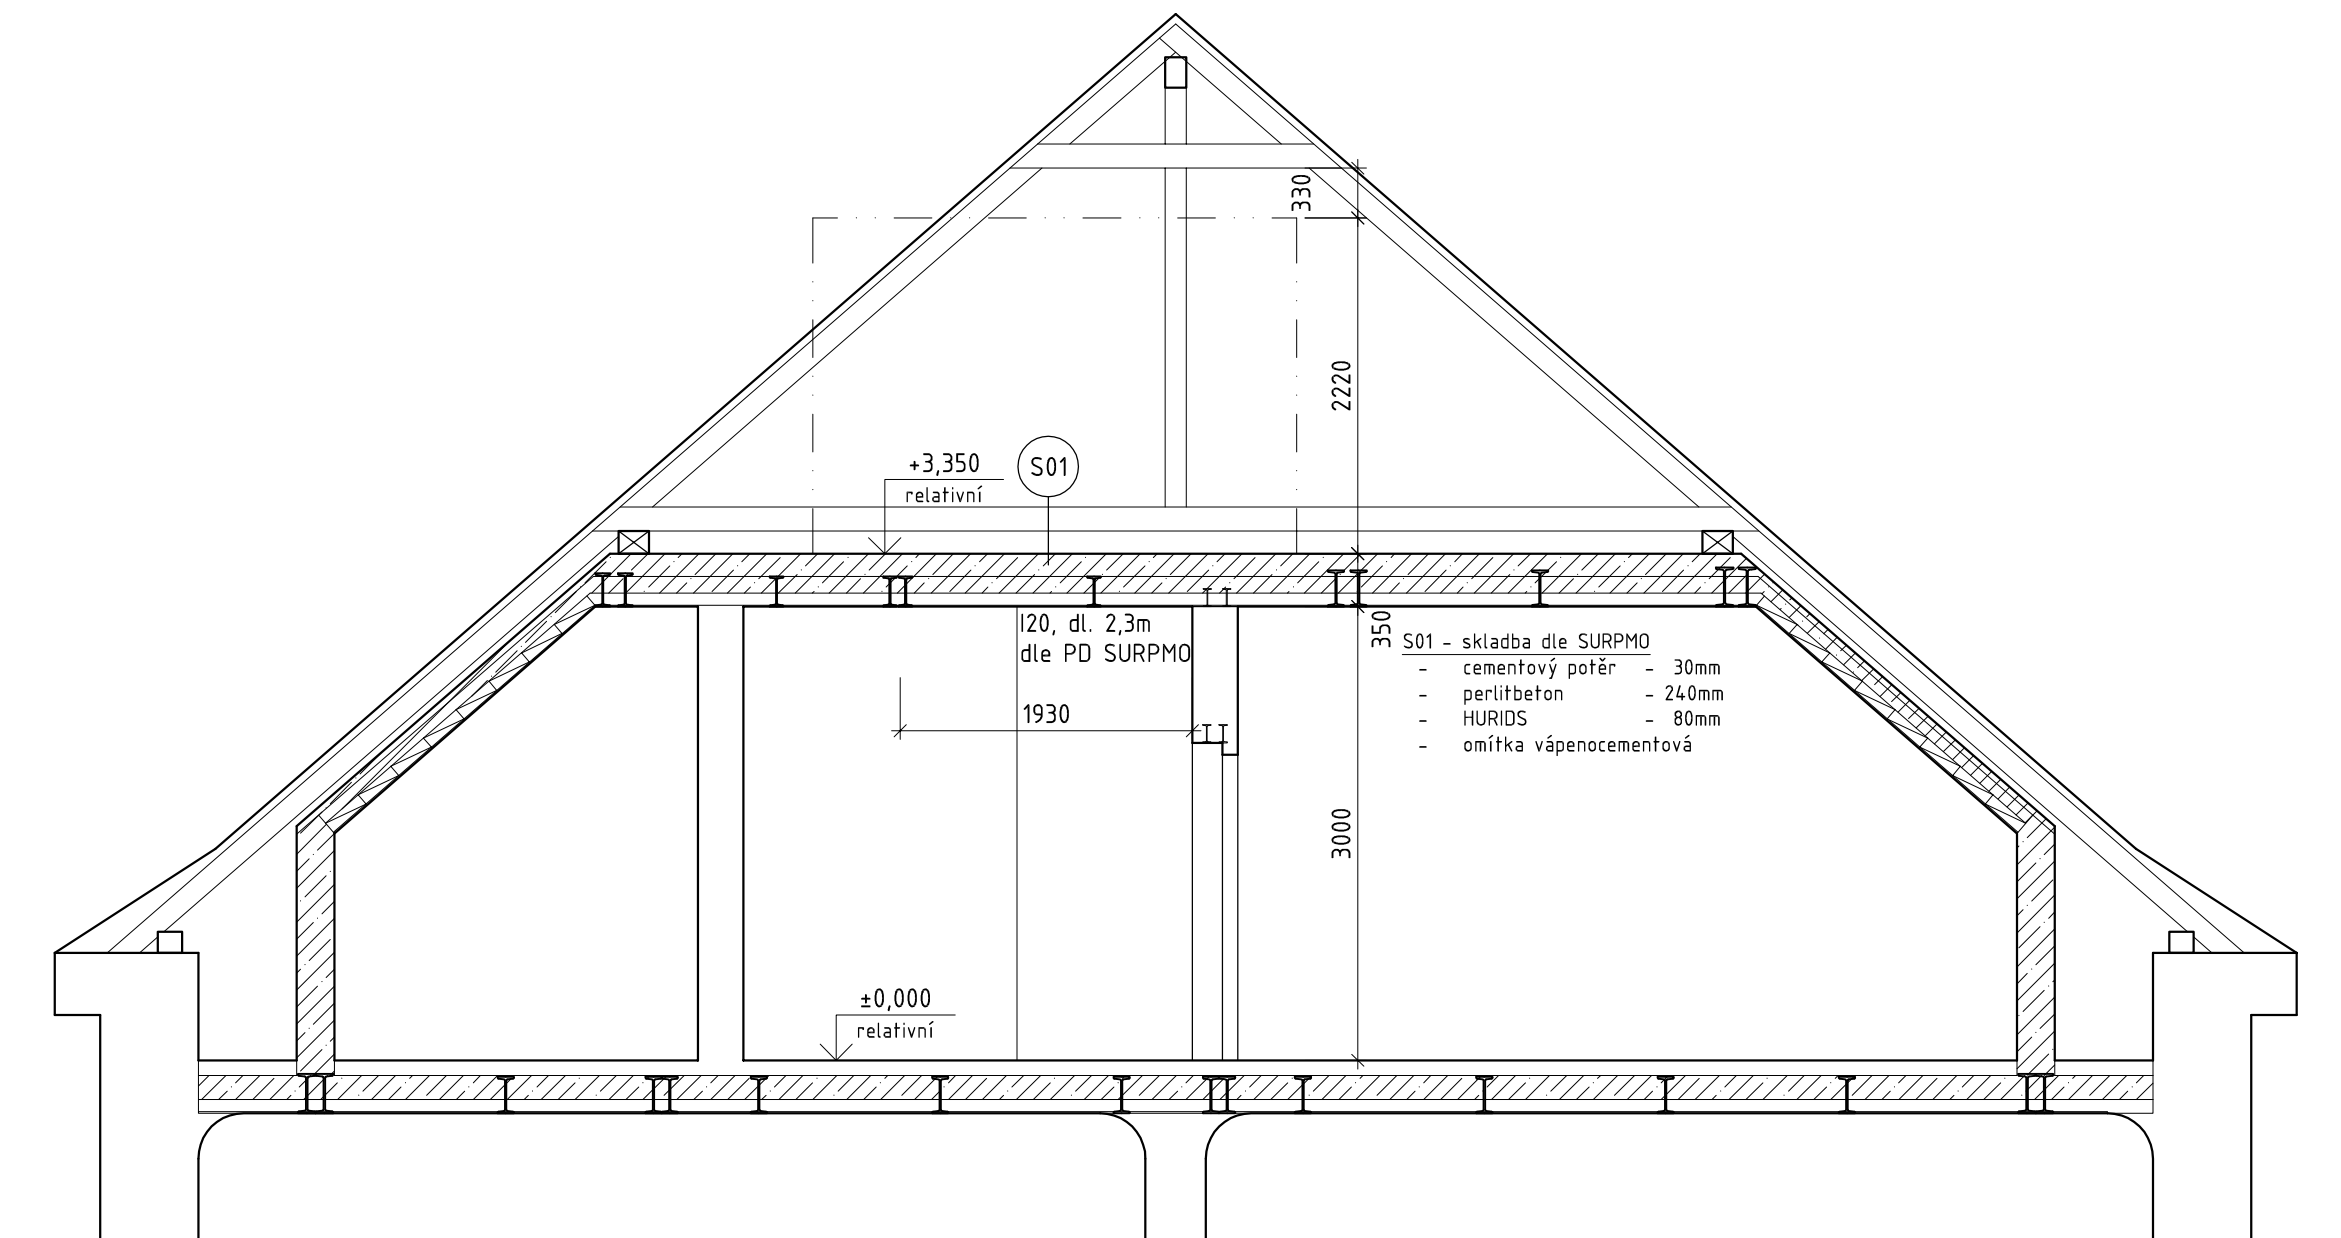 330
2220
+3,350
relativní
S01
I20, dl. 2,3m
dle PD SURPMO
1930
350
S01 - skladba dle SURPMO
- cementový potěr - 30mm
- perlitbeton - 240mm
- HURIDS - 80mm
- omítka vápenocementová
3000
±0,000
relativní